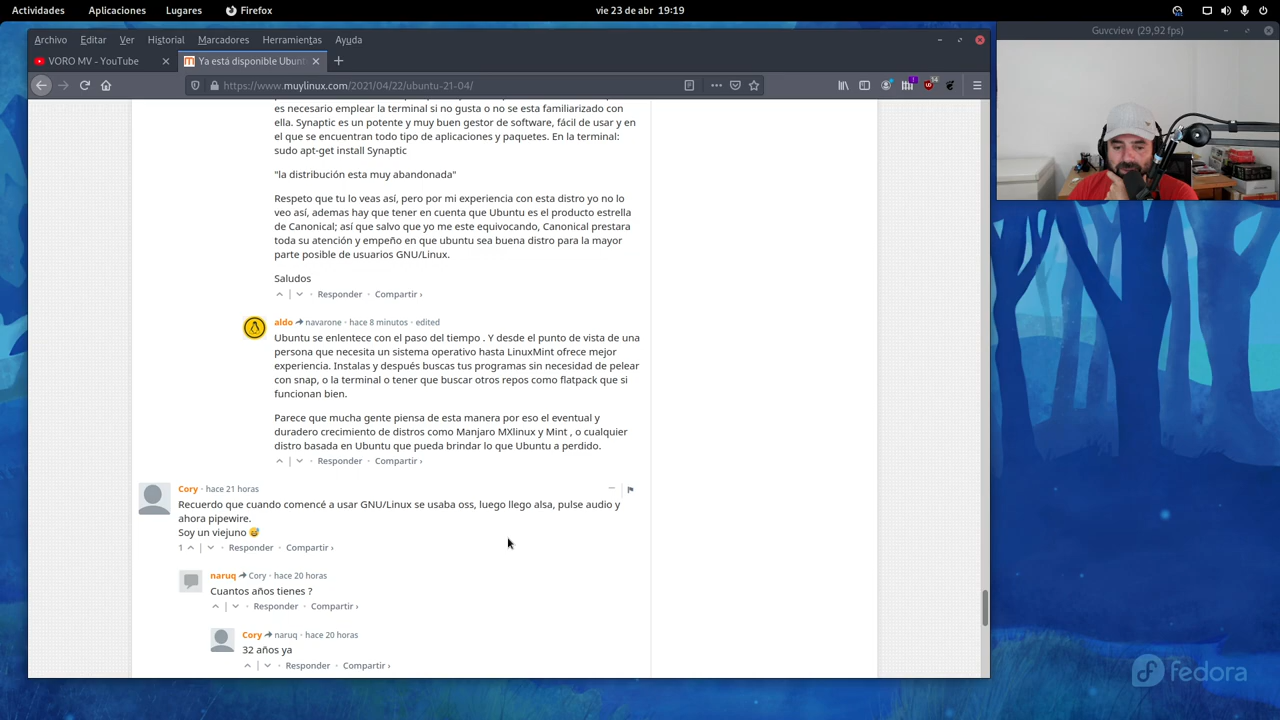 Actividades Aplicaciones Lugares Firefox vie 23 de abr 19:19
Guvcview (29,92 fps)
Archivo Editar Ver Historial Marcadores Herramientas Ayuda
VORO MV - YouTube Ya está disponible Ubunt
https://www.muylinux.com/2021/04/22/ubuntu-21-04/
es necesario emplear la terminal si no gusta o no se esta familiarizado con
ella. Synaptic es un potente y muy buen gestor de software, fácil de usar y en
el que se encuentran todo tipo de aplicaciones y paquetes. En la terminal:
sudo apt-get install Synaptic
"la distribución esta muy abandonada"
Respeto que tu lo veas así, pero por mi experiencia con esta distro yo no lo
veo así, ademas hay que tener en cuenta que Ubuntu es el producto estrella
de Canonical; así que salvo que yo me este equivocando, Canonical prestara
toda su atención y empeño en que ubuntu sea buena distro para la mayor
parte posible de usuarios GNU/Linux.
Saludos
Responder Compartir ›
aldo navarone · hace 8 minutos · edited
Ubuntu se enlentece con el paso del tiempo . Y desde el punto de vista de una
persona que necesita un sistema operativo hasta LinuxMint ofrece mejor
experiencia. Instalas y después buscas tus programas sin necesidad de pelear
con snap, o la terminal o tener que buscar otros repos como flatpack que si
funcionan bien.
Parece que mucha gente piensa de esta manera por eso el eventual y
duradero crecimiento de distros como Manjaro MXlinux y Mint , o cualquier
distro basada en Ubuntu que pueda brindar lo que Ubuntu a perdido.
Responder Compartir ›
Cory · hace 21 horas
Recuerdo que cuando comencé a usar GNU/Linux se usaba oss, luego llego alsa, pulse audio y
ahora pipewire.
Soy un viejuno 😅
1 Responder Compartir ›
naruq Cory · hace 20 horas
Cuantos años tienes ?
Responder Compartir ›
Cory naruq · hace 20 horas
32 años ya
Responder Compartir ›
fedora